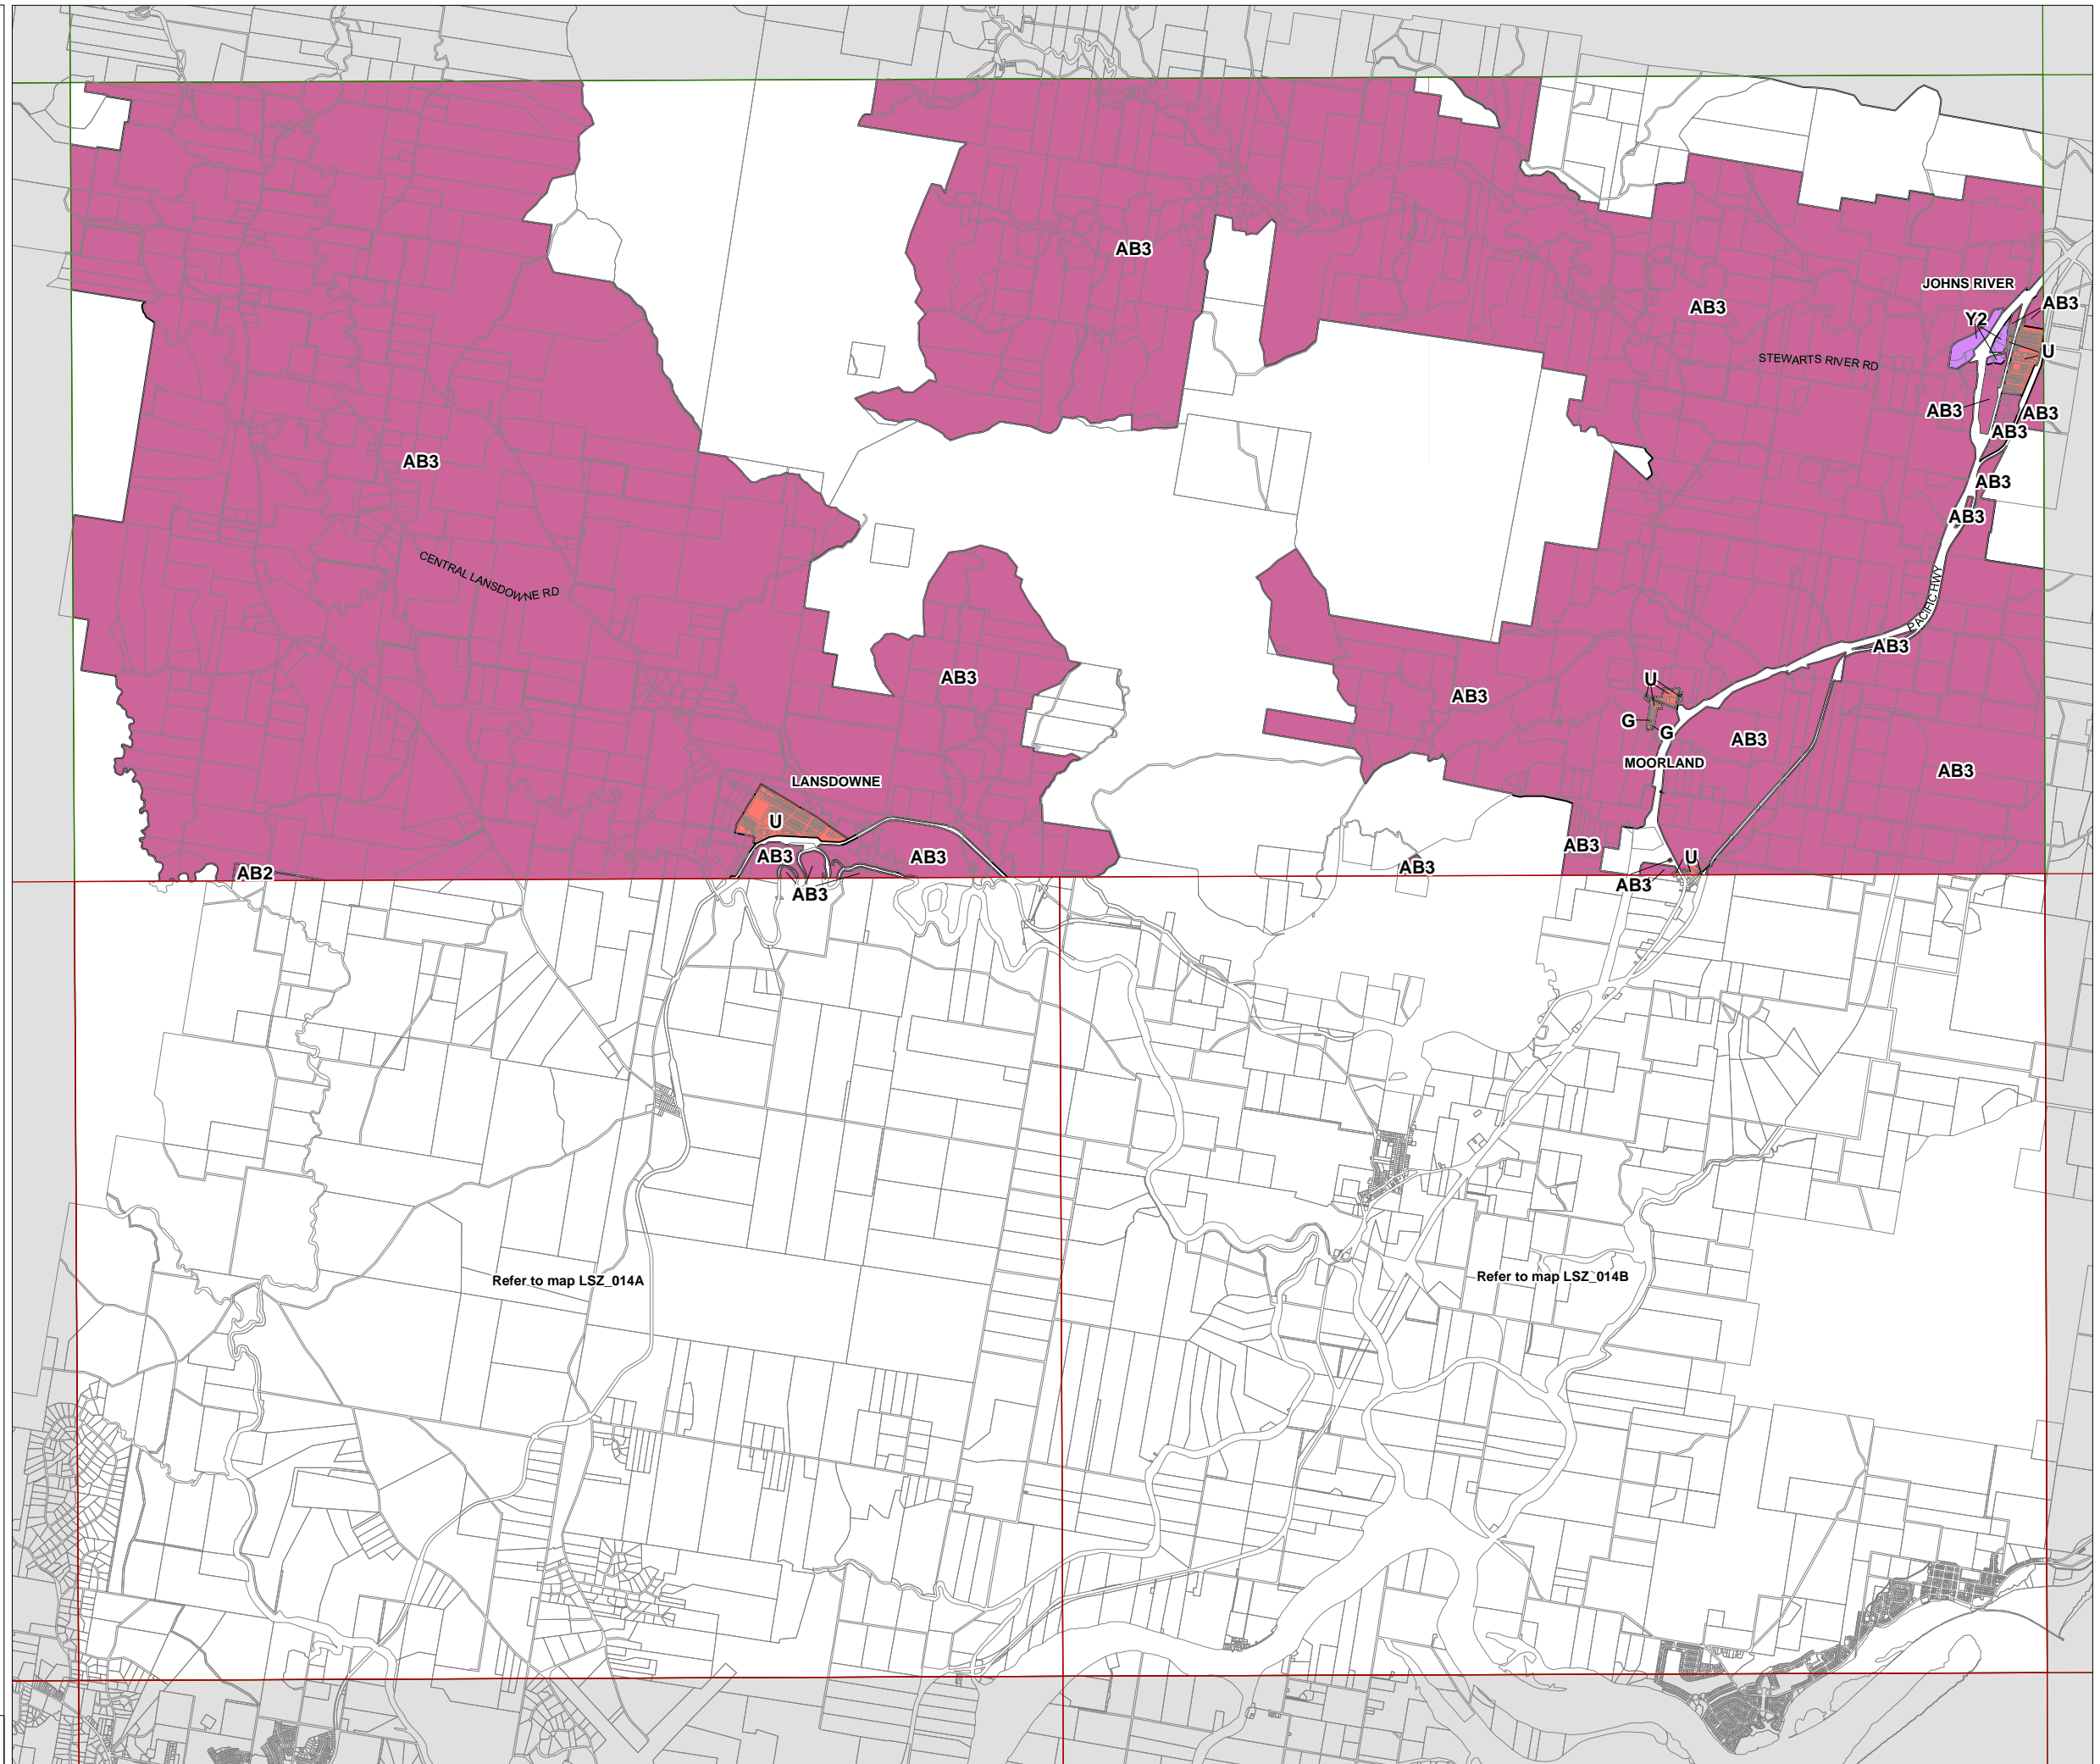 AB3
AB3
JOHNS RIVER
AB3
Y2
U
STEWARTS RIVER RD
AB3
AB3
AB3
AB3
AB3
AB3
CENTRAL LANSDOWNE RD
PACIFIC HWY
AB3
AB3
U
AB3
G
G
AB3
MOORLAND
AB3
LANSDOWNE
U
AB3
AB3
AB3
U
AB3
AB2
AB3
AB3
Refer to map LSZ_014A
Refer to map LSZ_014B